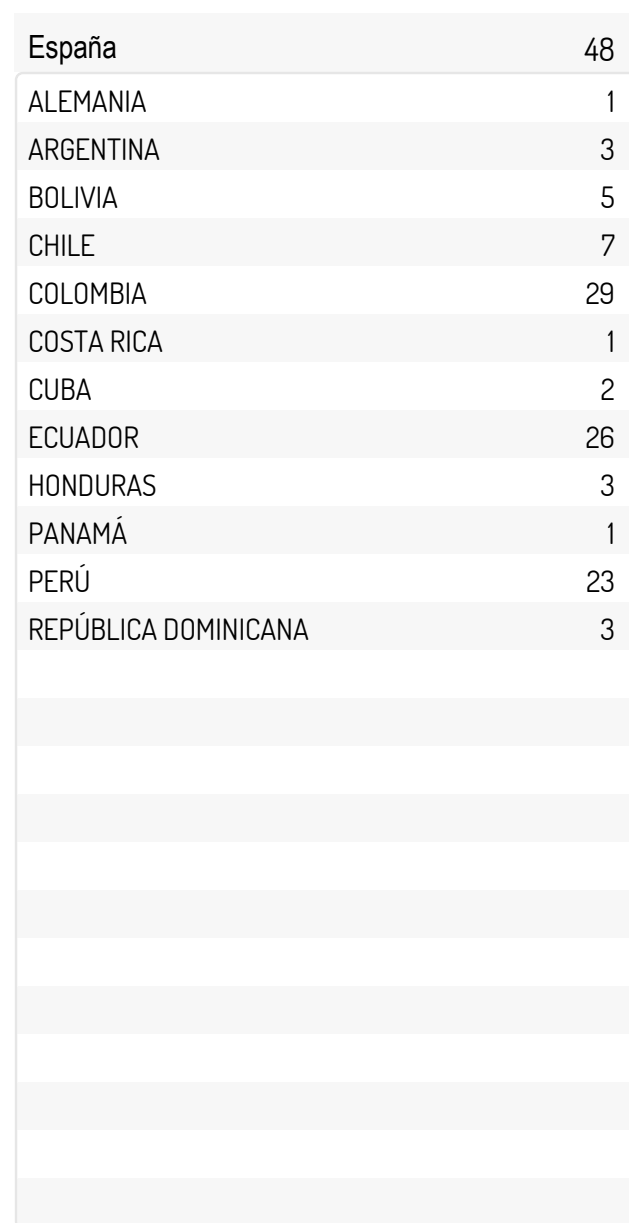 España 48
ALEMANIA 1
ARGENTINA 3
BOLIVIA 5
CHILE 7
COLOMBIA 29
COSTA RICA 1
CUBA 2
ECUADOR 26
HONDURAS 3
PANAMÁ 1
PERÚ 23
REPÚBLICA DOMINICANA 3